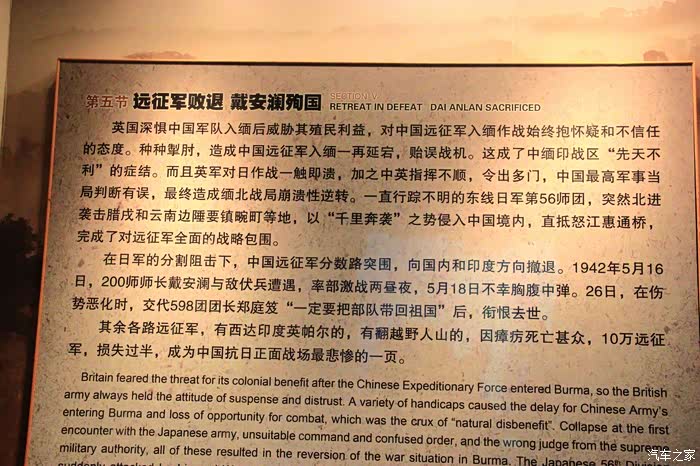 第五节 远征军败退 戴安澜殉国 SECTION V
RETREAT IN DEFEAT DAI ANLAN SACRIFICED
英国深惧中国军队入缅后威胁其殖民利益，对中国远征军入缅作战始终抱怀疑和不信任
的态度。种种掣肘，造成中国远征军入缅一再延宕，贻误战机。这成了中缅印战区“先天不
利”的症结。而且英军对日作战一触即溃，加之中英指挥不顺，令出多门，中国最高军事当
局判断有误，最终造成缅北战局崩溃性逆转。一直行踪不明的东线日军第56师团，突然北进
袭击腊戍和云南边陲要镇畹町等地，以“千里奔袭”之势侵入中国境内，直抵怒江惠通桥，
完成了对远征军全面的战略包围。
在日军的分割阻击下，中国远征军分数路突围，向国内和印度方向撤退。1942年5月16
日，200师师长戴安澜与敌伏兵遭遇，率部激战两昼夜，5月18日不幸胸腹中弹。26日，在伤
势恶化时，交代598团团长郑庭笈“一定要把部队带回祖国”后，衔恨去世。
其余各路远征军，有西达印度英帕尔的，有翻越野人山的，因瘴疠死亡甚众，10万远征
军，损失过半，成为中国抗日正面战场最悲惨的一页。
Britain feared the threat for its colonial benefit after the Chinese Expeditionary Force entered Burma, so the British
army always held the attitude of suspense and distrust. A variety of handicaps caused the delay for Chinese Army's
entering Burma and loss of opportunity for combat, which was the crux of "natural disbenefit". Collapse at the first
encounter with the Japanese army, unsuitable command and confused order, and the wrong judge from the supreme
military authority, all of these resulted in the reversion of the war situation in Burma. The Japanese 56th
suddenly attacked
汽车之家